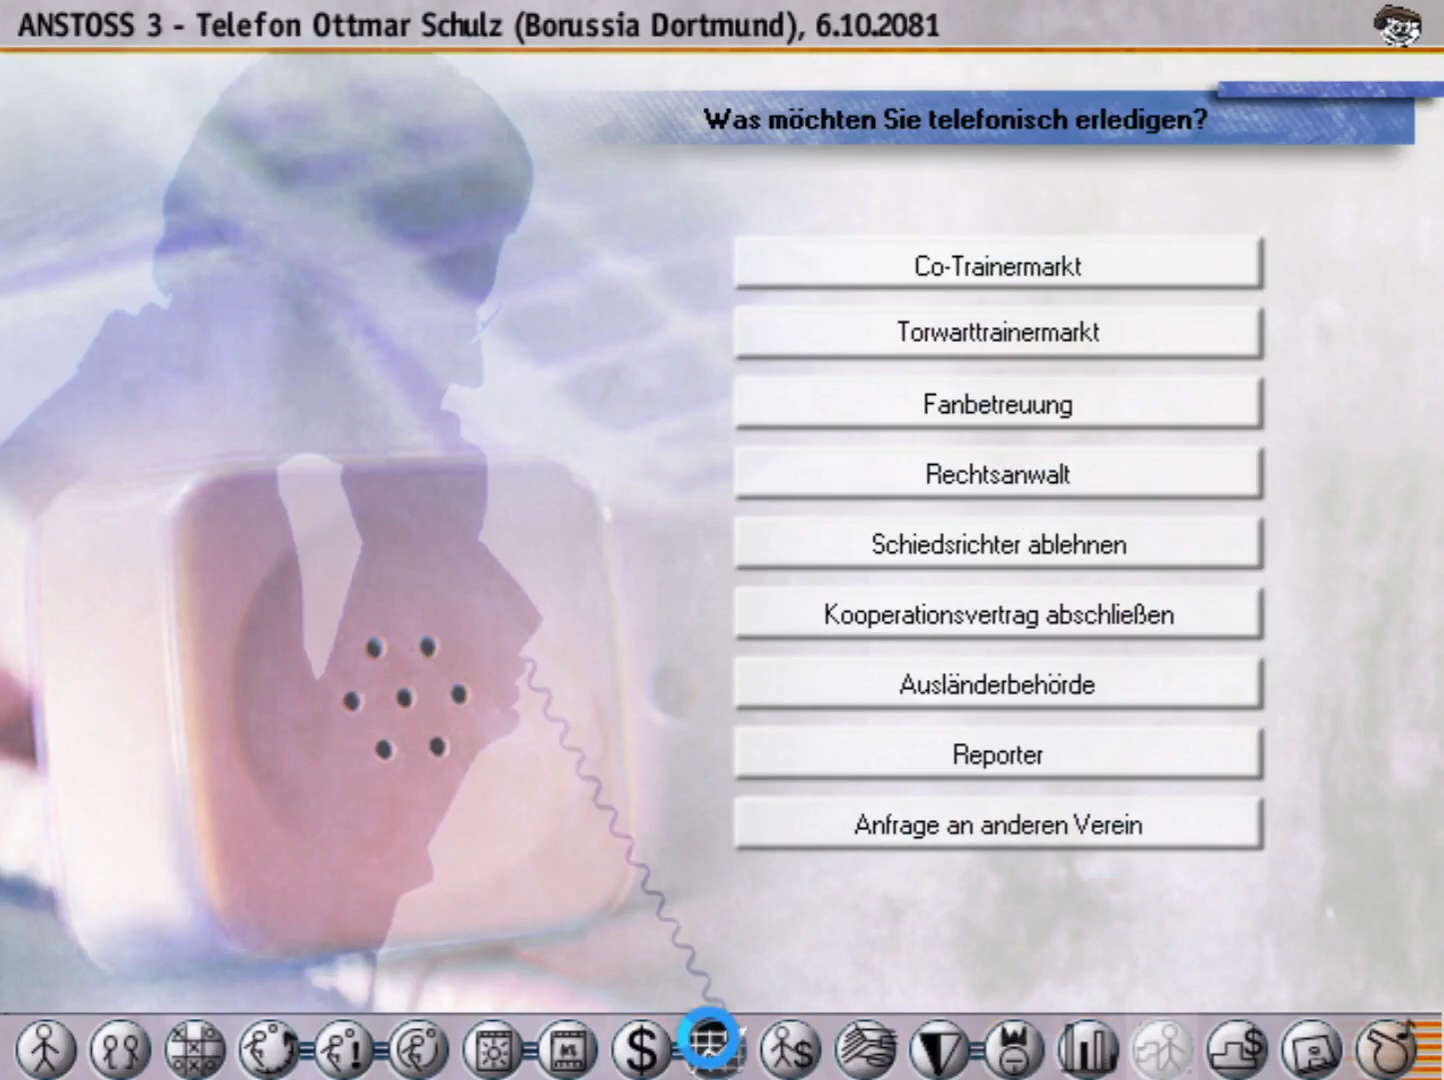 ANSTOSS 3 - Telefon Ottmar Schulz (Borussia Dortmund), 6.10.2081
Was möchten Sie telefonisch erledigen?
Co-Trainermarkt
Torwarttrainermarkt
Fanbetreuung
Rechtsanwalt
Schiedsrichter ablehnen
Kooperationsvertrag abschließen
Ausländerbehörde
Reporter
Anfrage an anderen Verein